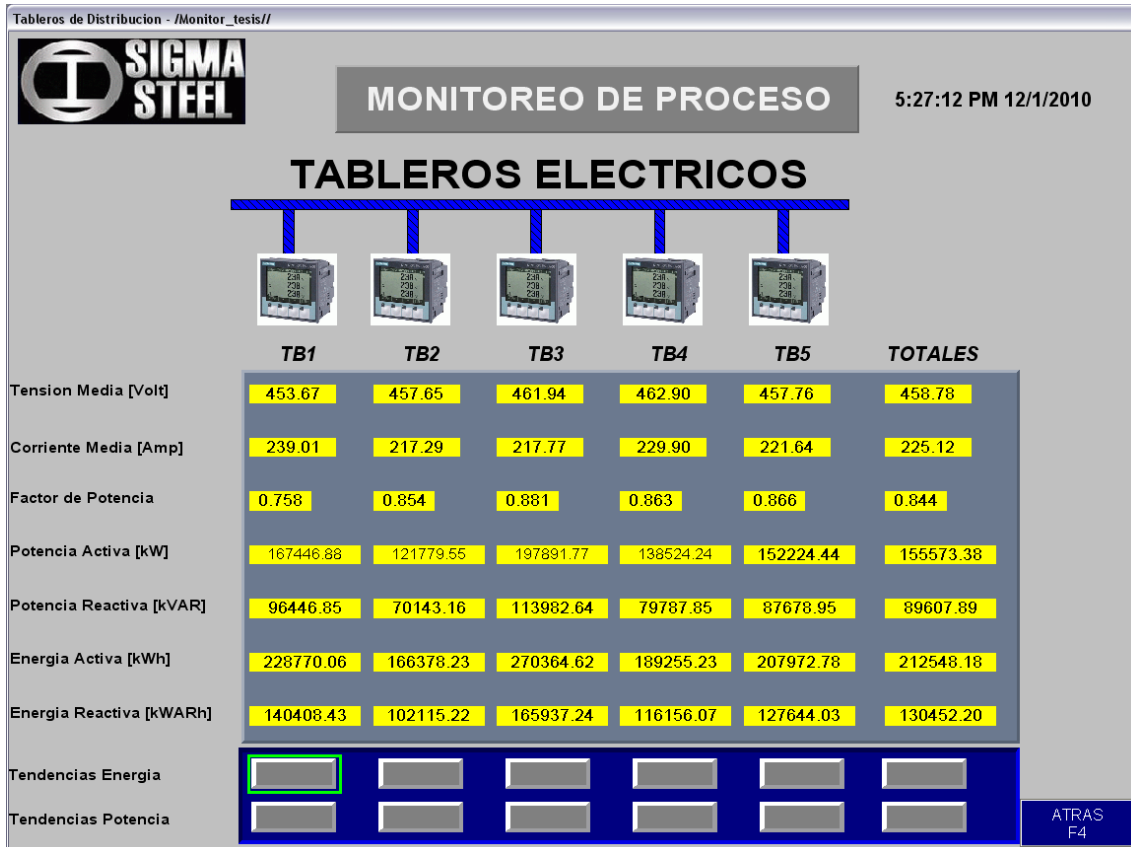 Tableros de Distribucion - /Monitor_tesis//
SIGMA
STEEL
MONITOREO DE PROCESO
5:27:12 PM 12/1/2010
TABLEROS ELECTRICOS
TB1 TB2 TB3 TB4 TB5 TOTALES
Tension Media [Volt] 453.67 457.65 461.94 462.90 457.76 458.78
Corriente Media [Amp] 239.01 217.29 217.77 229.90 221.64 225.12
Factor de Potencia 0.758 0.854 0.881 0.863 0.866 0.844
Potencia Activa [kW] 167446.88 121779.55 197891.77 138524.24 152224.44 155573.38
Potencia Reactiva [kVAR] 96446.85 70143.16 113982.64 79787.85 87678.95 89607.89
Energia Activa [kWh] 228770.06 166378.23 270364.62 189255.23 207972.78 212548.18
Energia Reactiva [kWARh] 140408.43 102115.22 165937.24 116156.07 127644.03 130452.20
Tendencias Energia
Tendencias Potencia
ATRAS
F4